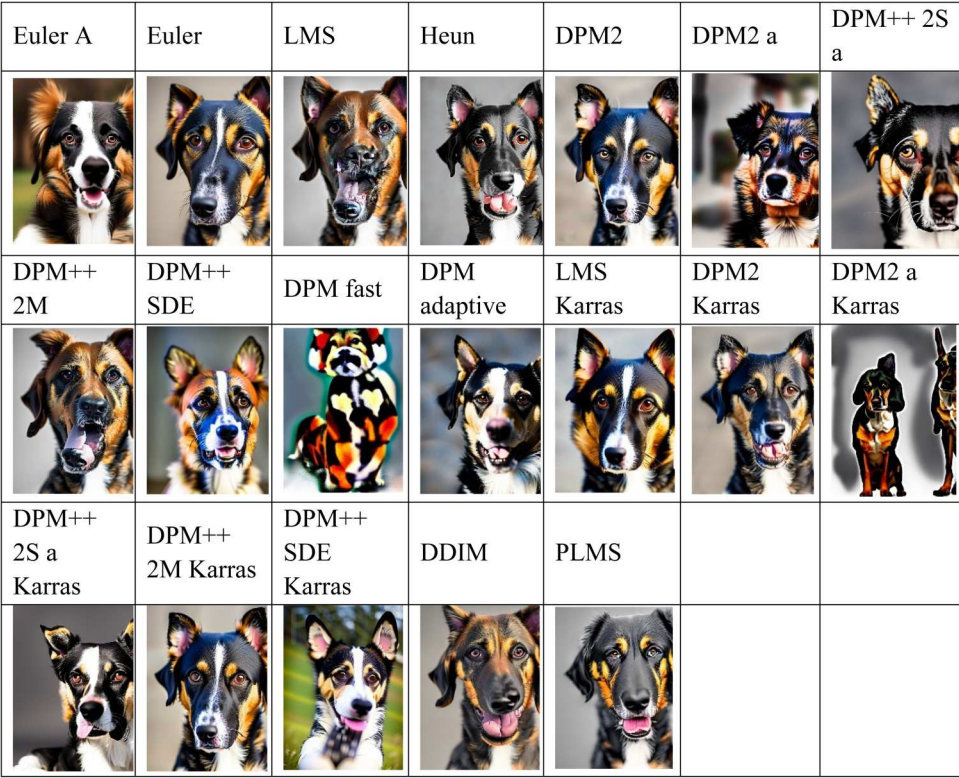 Euler A
Euler
LMS
Heun
DPM2
DPM2 a
DPM++ 2S
a
DPM++
2M
DPM++
SDE
DPM fast
DPM
adaptive
LMS
Karras
DPM2
Karras
DPM2 a
Karras
DPM++
2S a
Karras
DPM++
2M Karras
DPM++
SDE
Karras
DDIM
PLMS